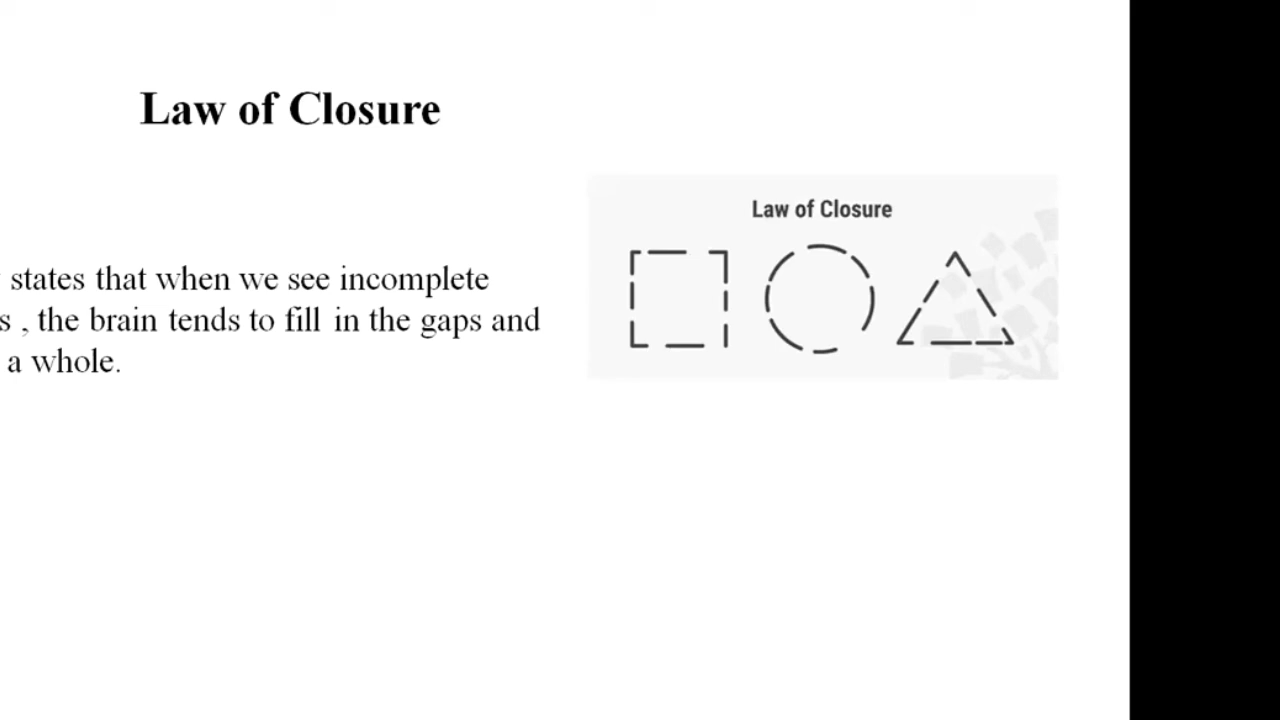 Law of Closure
Law of Closure
states that when we see incomplete
, the brain tends to fill in the gaps and
a whole.